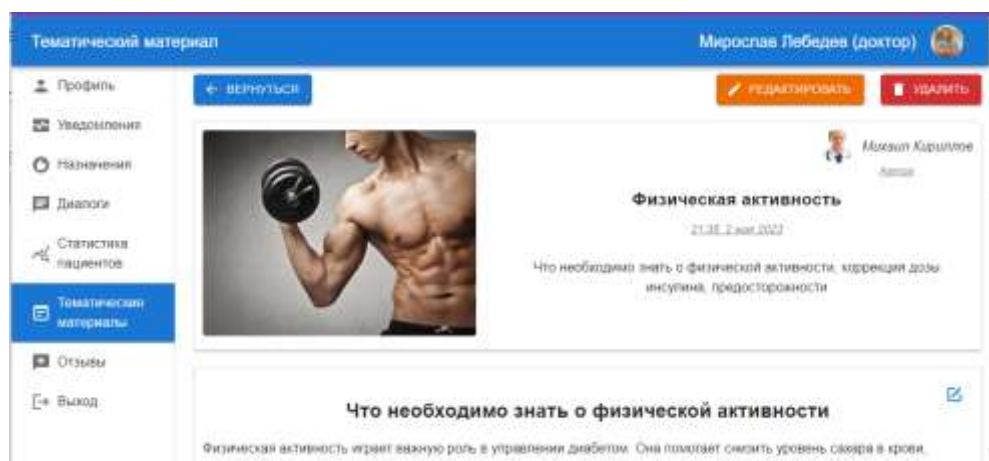 Тематический материал
Мирослав Лебедев (доктор)
Профиль
Уведомления
Назначения
Диалоги
Статистика
пациентов
Тематические
материалы
Отзывы
Выход
ВЕРНУТЬСЯ
РЕДАКТИРОВАТЬ
УДАЛИТЬ
Михаил Кириллов
Автор
Физическая активность
21:38, 2 мая 2023
Что необходимо знать о физической активности, коррекция дозы
инсулина, предосторожности
Что необходимо знать о физической активности
Физическая активность играет важную роль в управлении диабетом. Она помогает снизить уровень сахара в крови,